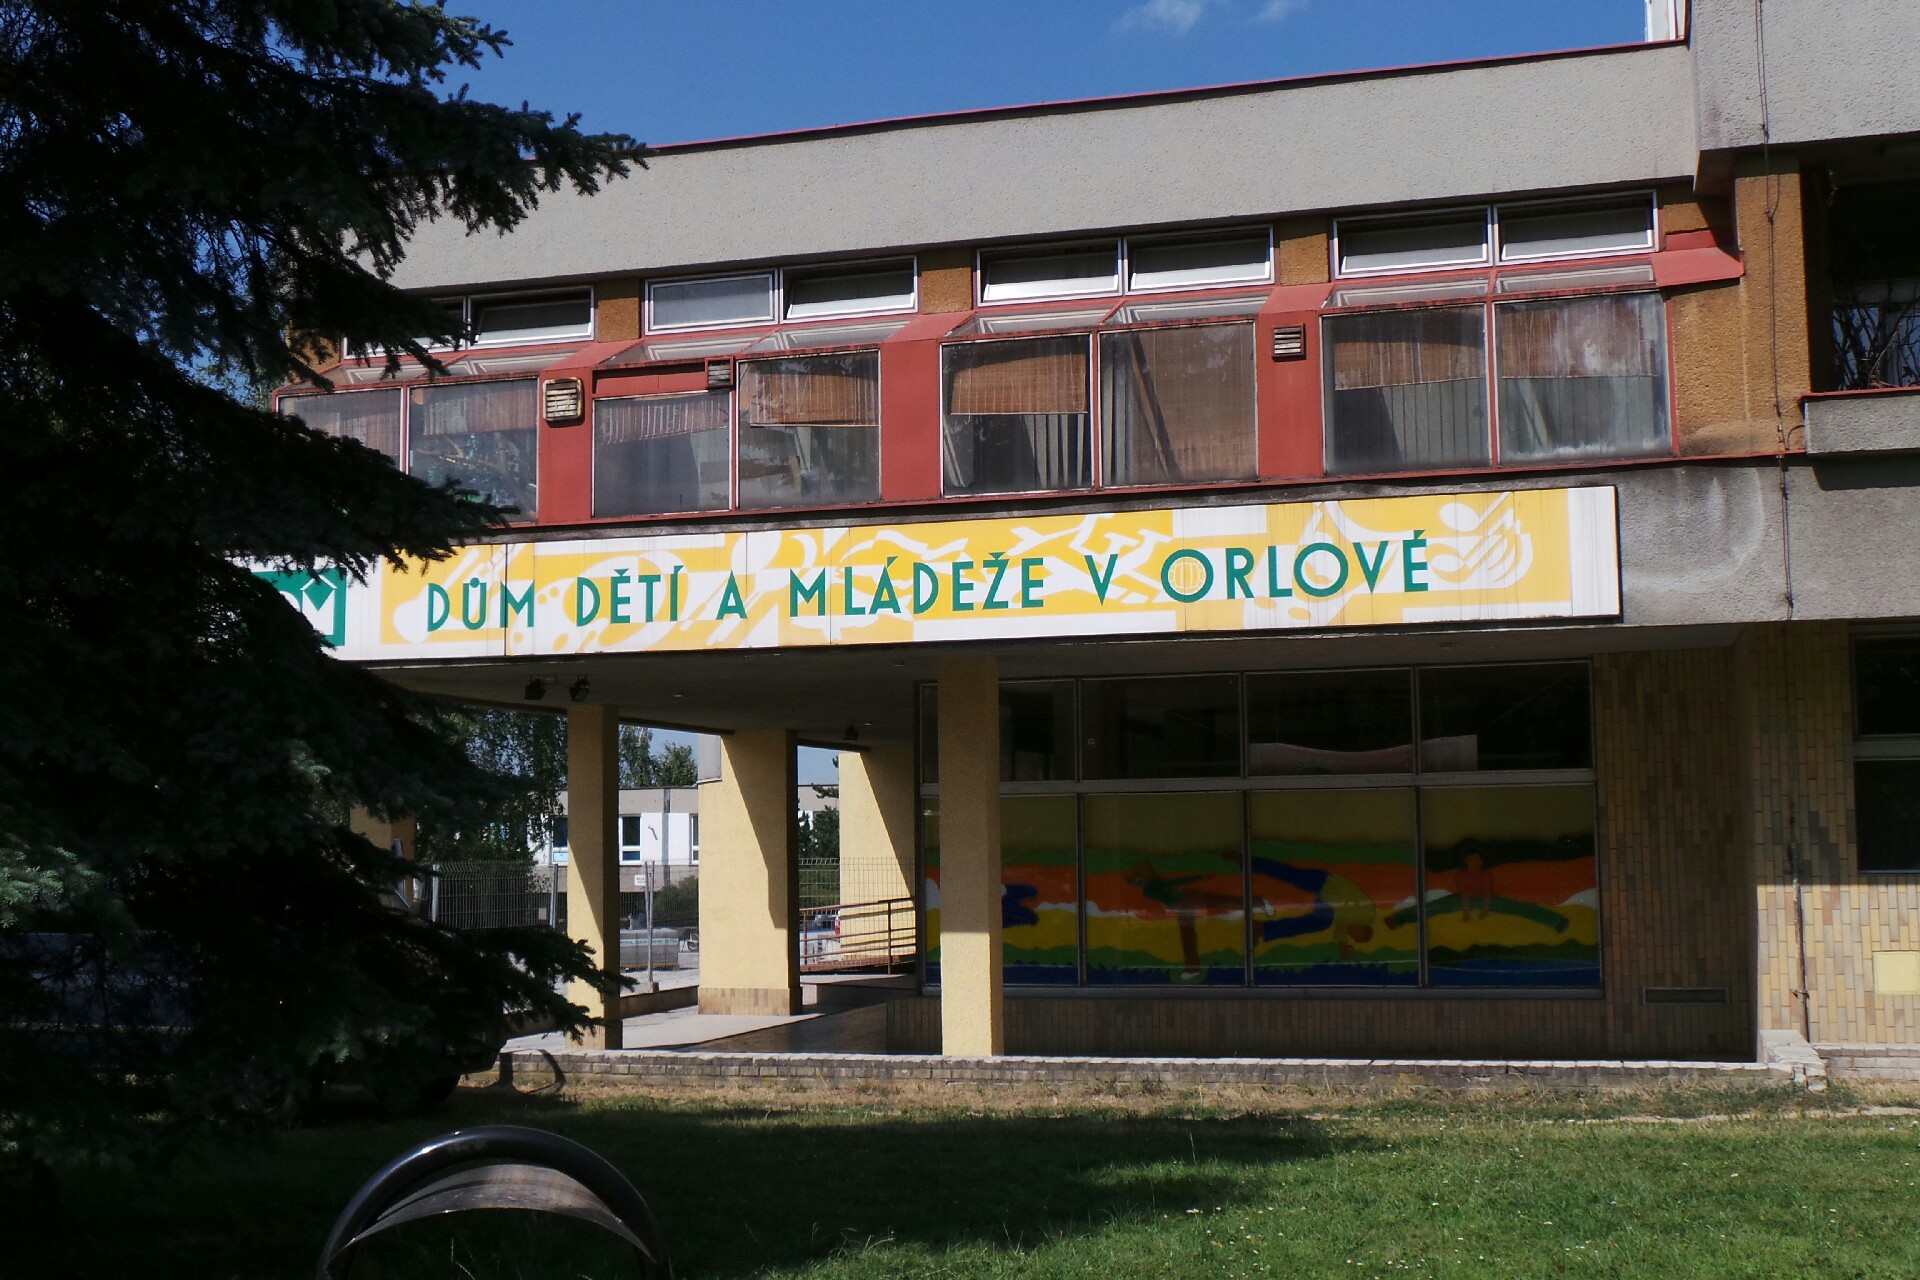 DŮM DĚTÍ A MLÁDEŽE V ORLOVÉ